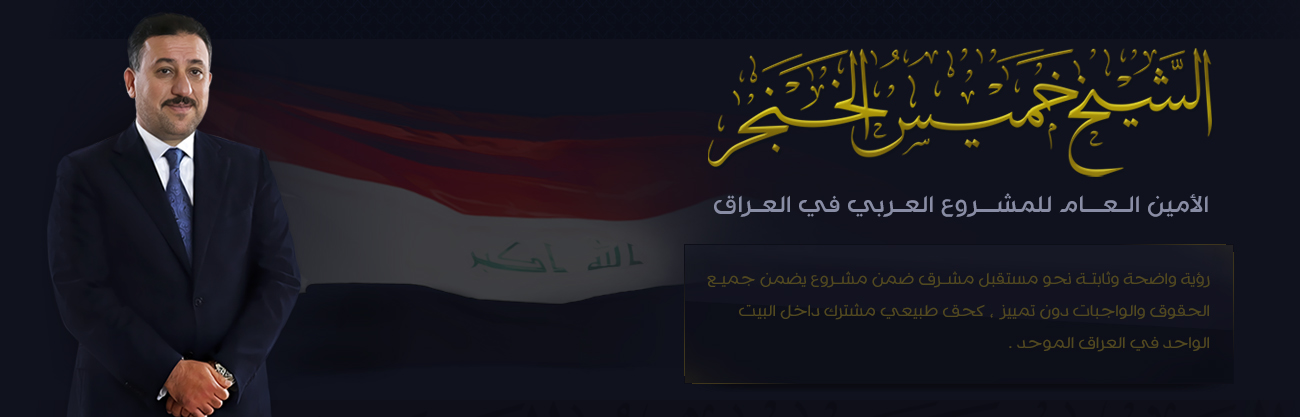 الشيخ خميس الخنجر
الأمين العام للمشروع العربي في العراق
رؤية واضحة وثابتة نحو مستقبل مشرق ضمن مشروع يضمن جميع
الحقوق والواجبات دون تمييز , كحق طبيعي مشترك داخل البيت
الواحد في العراق الموحد .
الله اكبر